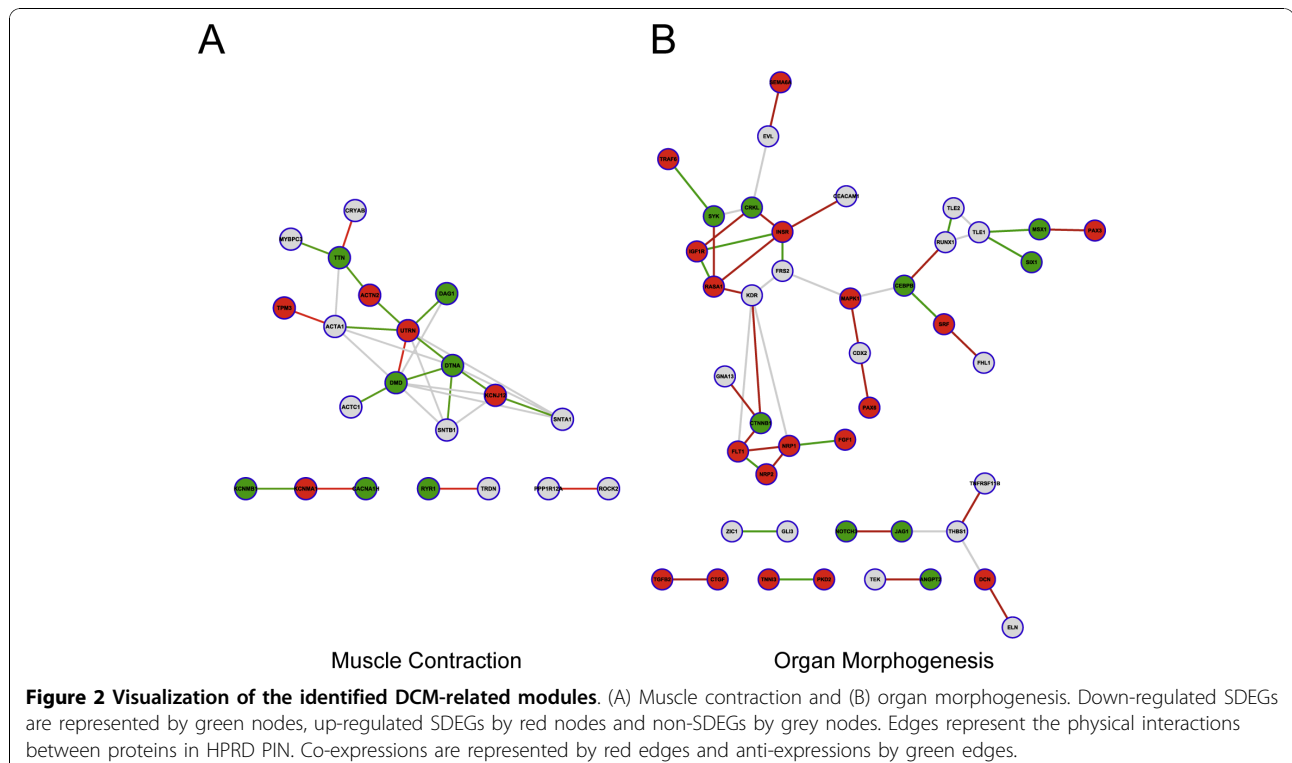 A
B
SEMA6A
EVL
TRAF6
CRYAB
CEACAM1
SYK
CRKL
TLE2
MYBPC3
INSR
TLE1
MSX1
PAX3
RUNX1
TTN
IGF1R
SIX1
FRS2
RASA1
CEBPB
ACTN2
DAG1
KDR
MAPK1
TPM3
ACTA1
UTRN
SRF
CDX2
FHL1
DTNA
GNA13
DMD
KCNJ12
ACTC1
PAX6
SNTA1
CTNNB1
SNTB1
FLT1
NRP1
FGF1
NRP2
KCNMB1
KCNMA1
CACNA1H
RYR1
TRDN
PPP1R12A
ROCK2
TNFRSF11B
ZIC1
GLI3
JAG1
THBS1
TGFB2
CTGF
TNNI3
PKD2
TEK
ANGPT2
DCN
ELN
Muscle Contraction
Organ Morphogenesis
Figure 2 Visualization of the identified DCM-related modules. (A) Muscle contraction and (B) organ morphogenesis. Down-regulated SDEGs
are represented by green nodes, up-regulated SDEGs by red nodes and non-SDEGs by grey nodes. Edges represent the physical interactions
between proteins in HPRD PIN. Co-expressions are represented by red edges and anti-expressions by green edges.